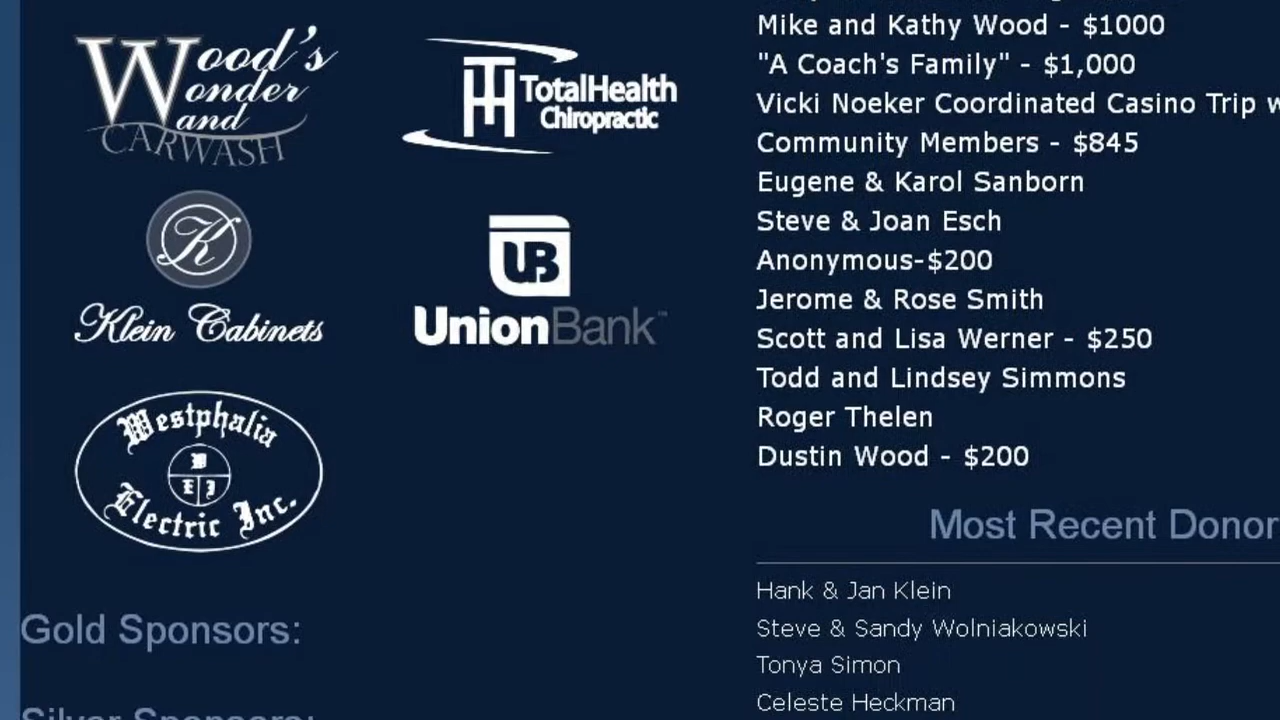 Wood's
Wonder
and
CARWASH
TotalHealth
Chiropractic
K
Klein Cabinets
UB
UnionBank™
Westphalia
W
E J
Electric Inc.
Gold Sponsors:
Silver Sponsors:
Mike and Kathy Wood - $1000
"A Coach's Family" - $1,000
Vicki Noeker Coordinated Casino Trip
Community Members - $845
Eugene & Karol Sanborn
Steve & Joan Esch
Anonymous-$200
Jerome & Rose Smith
Scott and Lisa Werner - $250
Todd and Lindsey Simmons
Roger Thelen
Dustin Wood - $200
Most Recent Donor
Hank & Jan Klein
Steve & Sandy Wolniakowski
Tonya Simon
Celeste Heckman